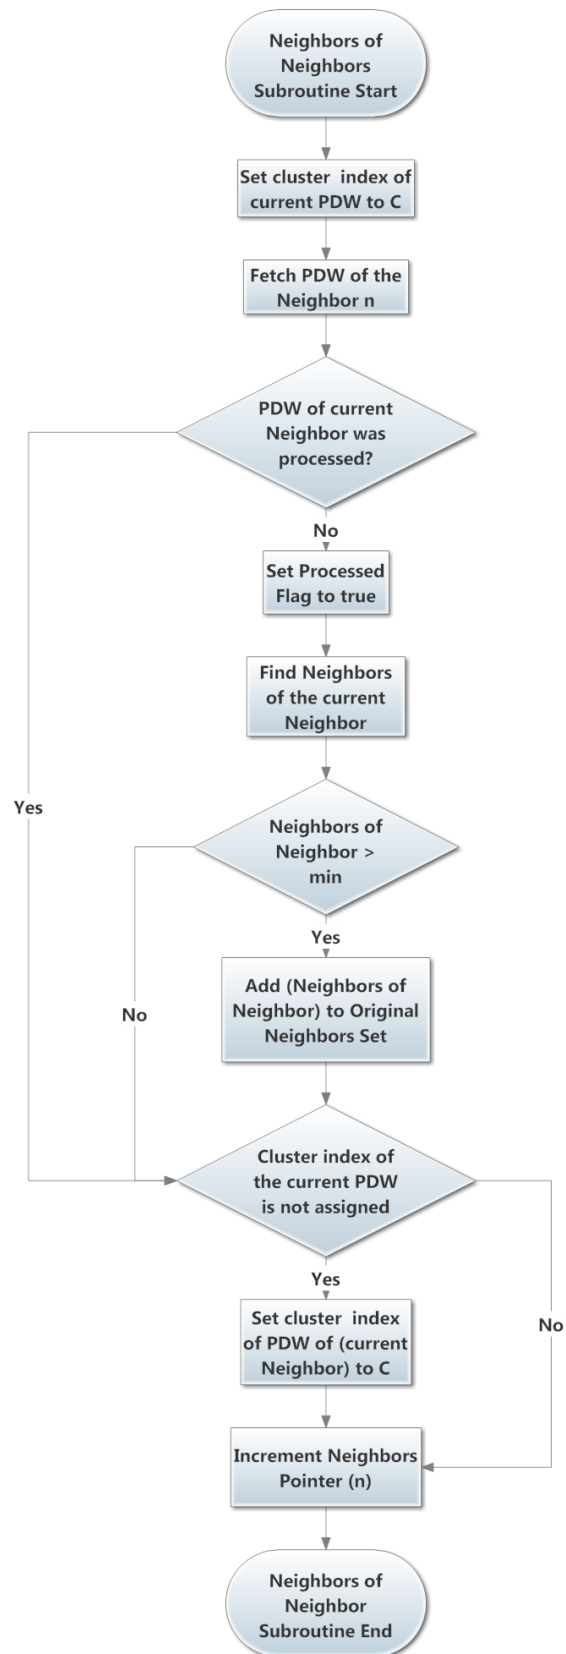 Neighbors of
Neighbors
Subroutine Start
Set cluster index of
current PDW to C
Fetch PDW of the
Neighbor n
PDW of current
Neighbor was
processed?
No
Set Processed
Flag to true
Find Neighbors
of the current
Neighbor
Yes
Neighbors of
Neighbor >
min
Yes
Add (Neighbors of
Neighbor) to Original
Neighbors Set
No
Cluster index of
the current PDW
is not assigned
Yes
Set cluster index
of PDW of (current
Neighbor) to C
No
Increment Neighbors
Pointer (n)
Neighbors of
Neighbor
Subroutine End